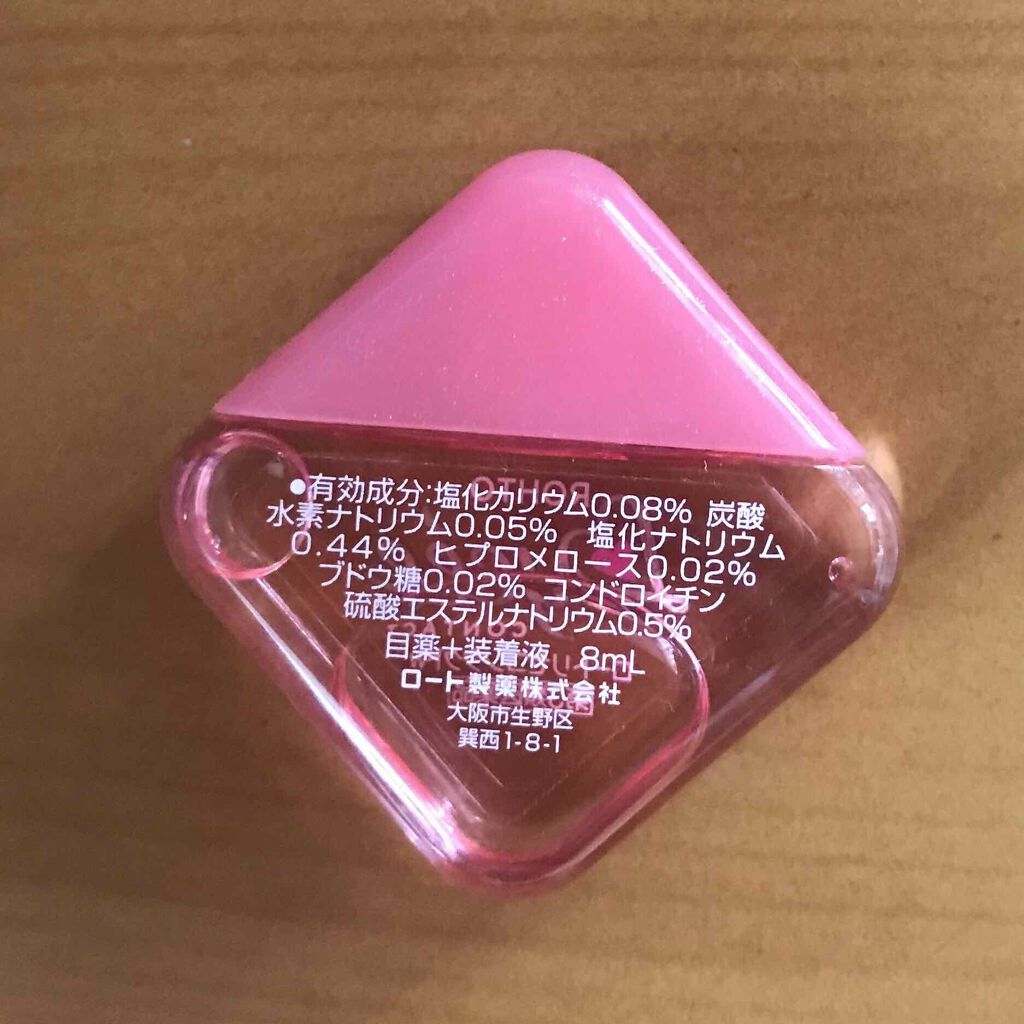 ●有効成分:塩化カリウム0.08% 炭酸
水素ナトリウム0.05% 塩化ナトリウム
0.44% ヒプロメロース0.02%
ブドウ糖0.02% コンドロイチン
硫酸エステルナトリウム0.5%
目薬+装着液 8mL
ロート製薬株式会社
大阪市生野区
巽西1-8-1
ROHTO